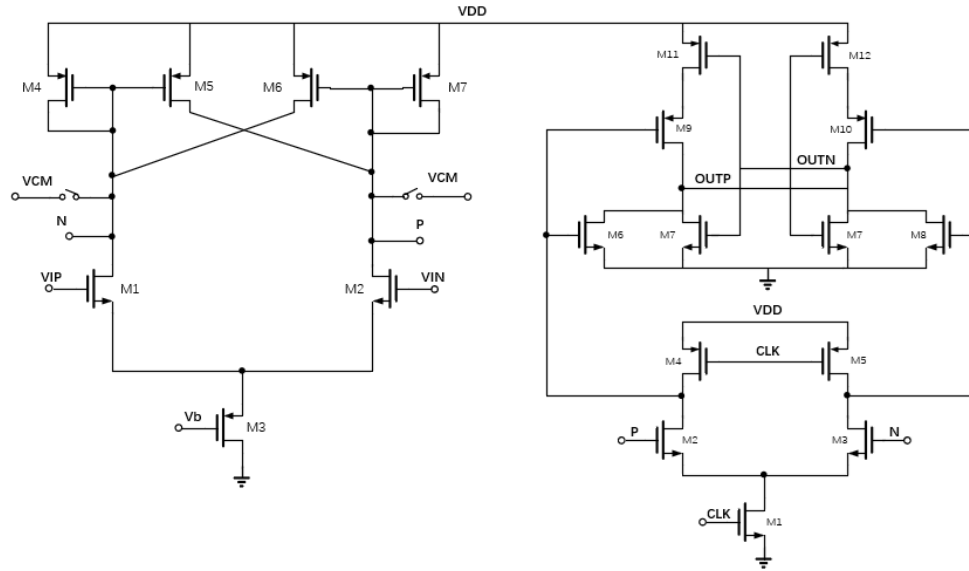 VDD
M4
M5
M6
M7
M11
M12
M9
M10
VCM
VCM
OUTN
OUTP
N
P
M6
M7
M7
M8
VIP
M1
M2
VIN
VDD
M4
CLK
M5
Vb
M3
P
M2
M3
N
CLK
M1